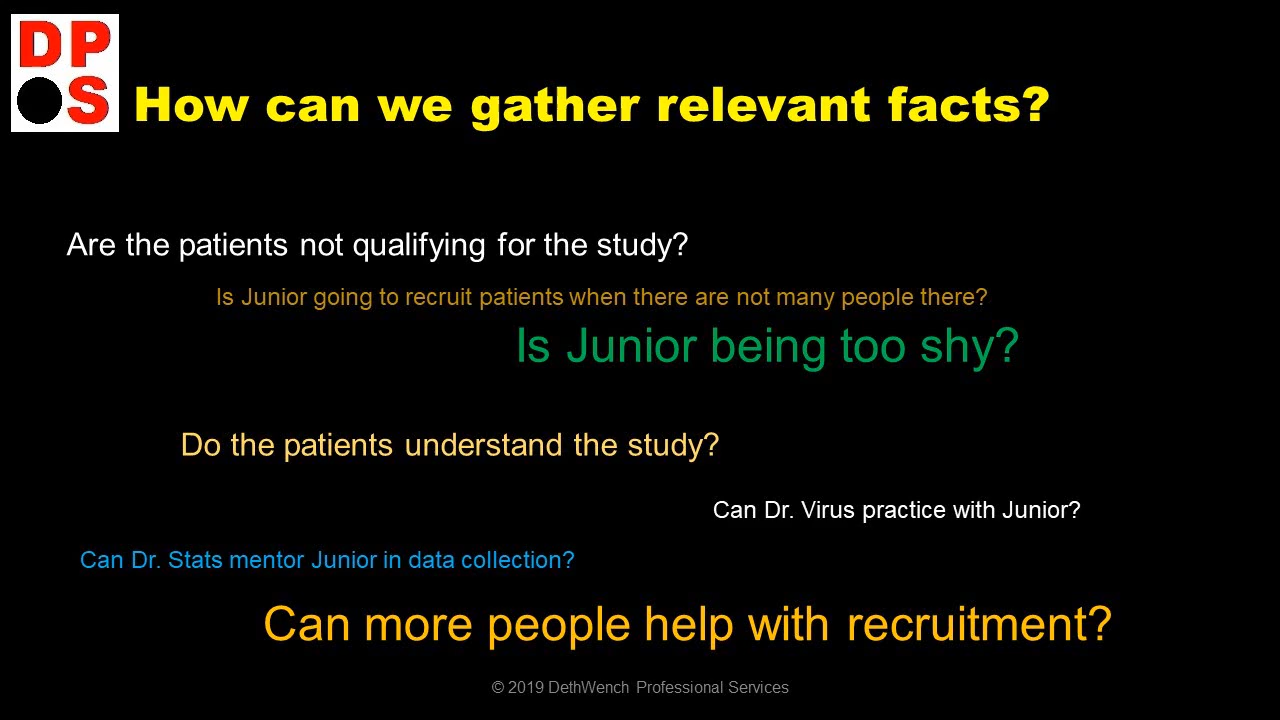 DP
S
How can we gather relevant facts?
Are the patients not qualifying for the study?
Is Junior going to recruit patients when there are not many people there?
Is Junior being too shy?
Do the patients understand the study?
Can Dr. Virus practice with Junior?
Can Dr. Stats mentor Junior in data collection?
Can more people help with recruitment?
© 2019 DethWench Professional Services